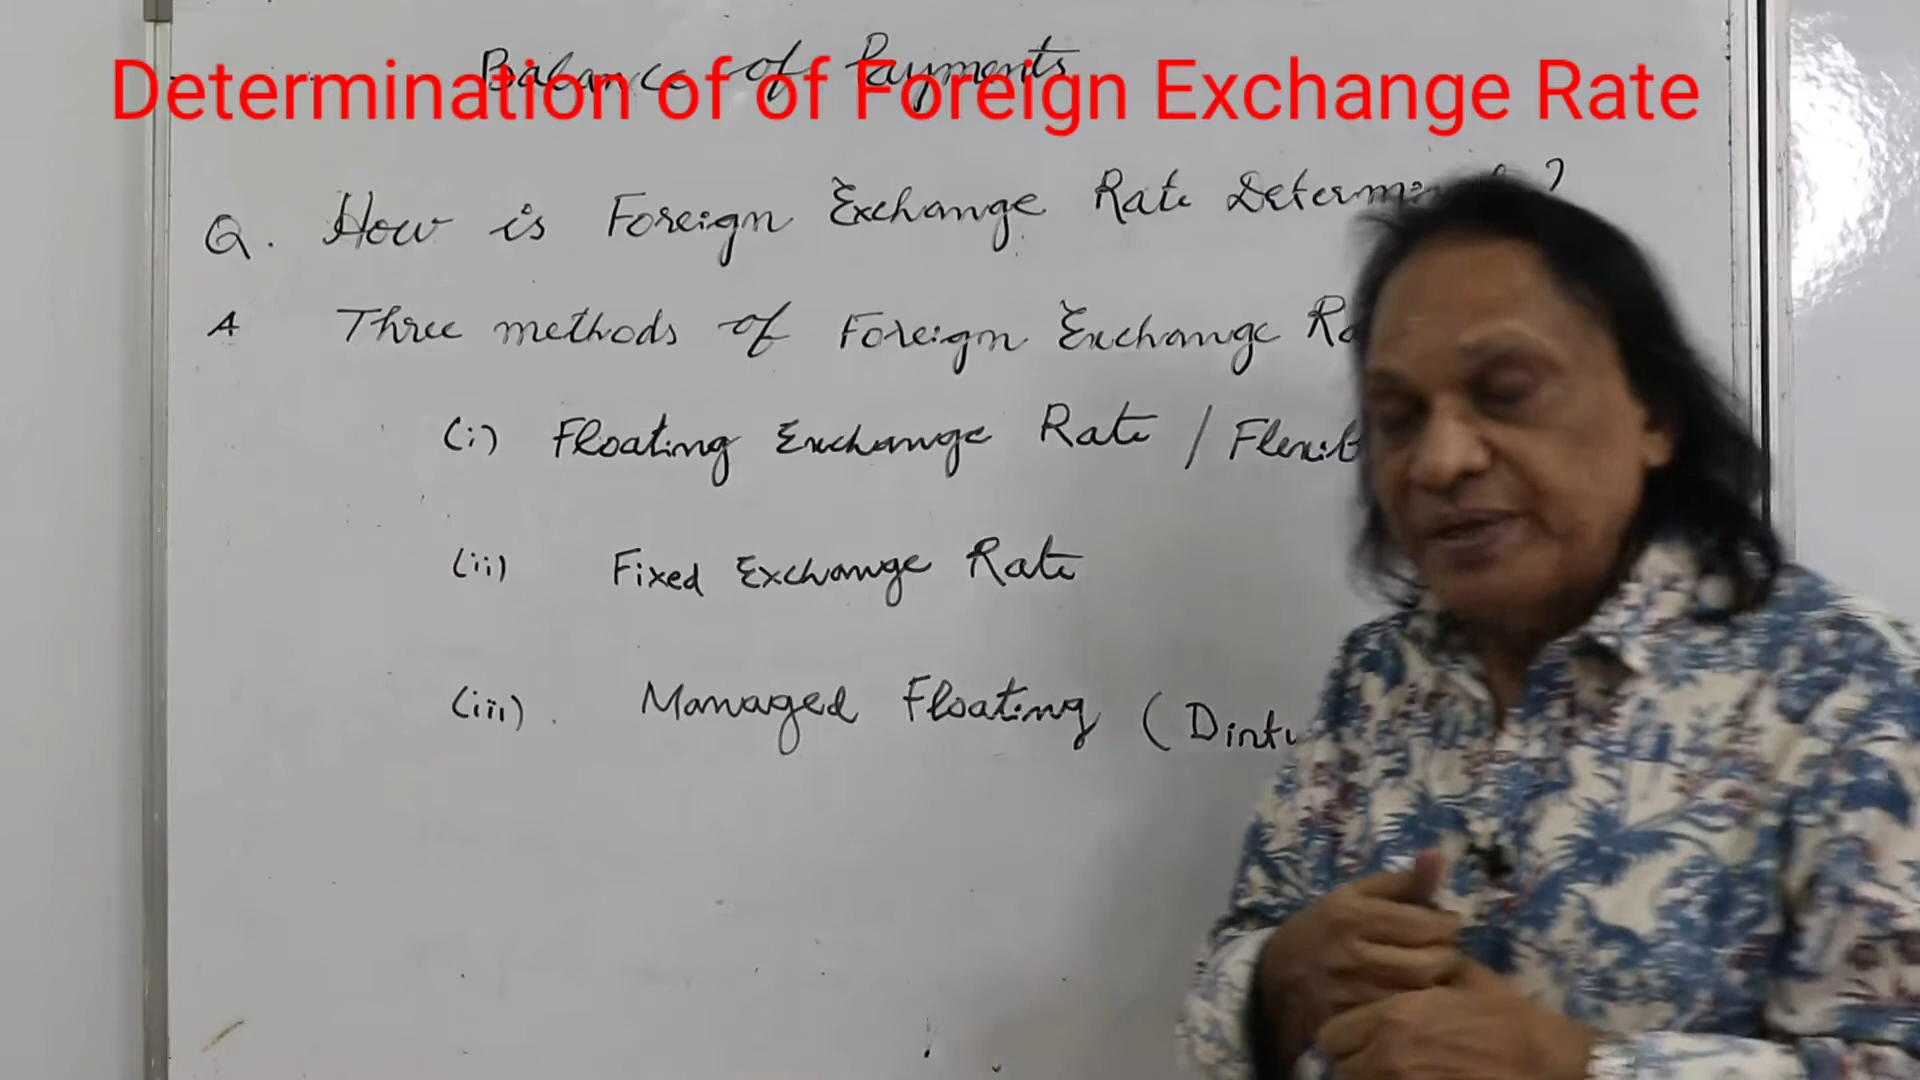 Balance of Payments
Determination of of Foreign Exchange Rate
Q. How is Foreign Exchange Rate ?
A Three methods of Foreign Exchange
(i) Floating Exchange Rate /
(ii) Fixed Exchange Rate
(iii). Managed Floating (